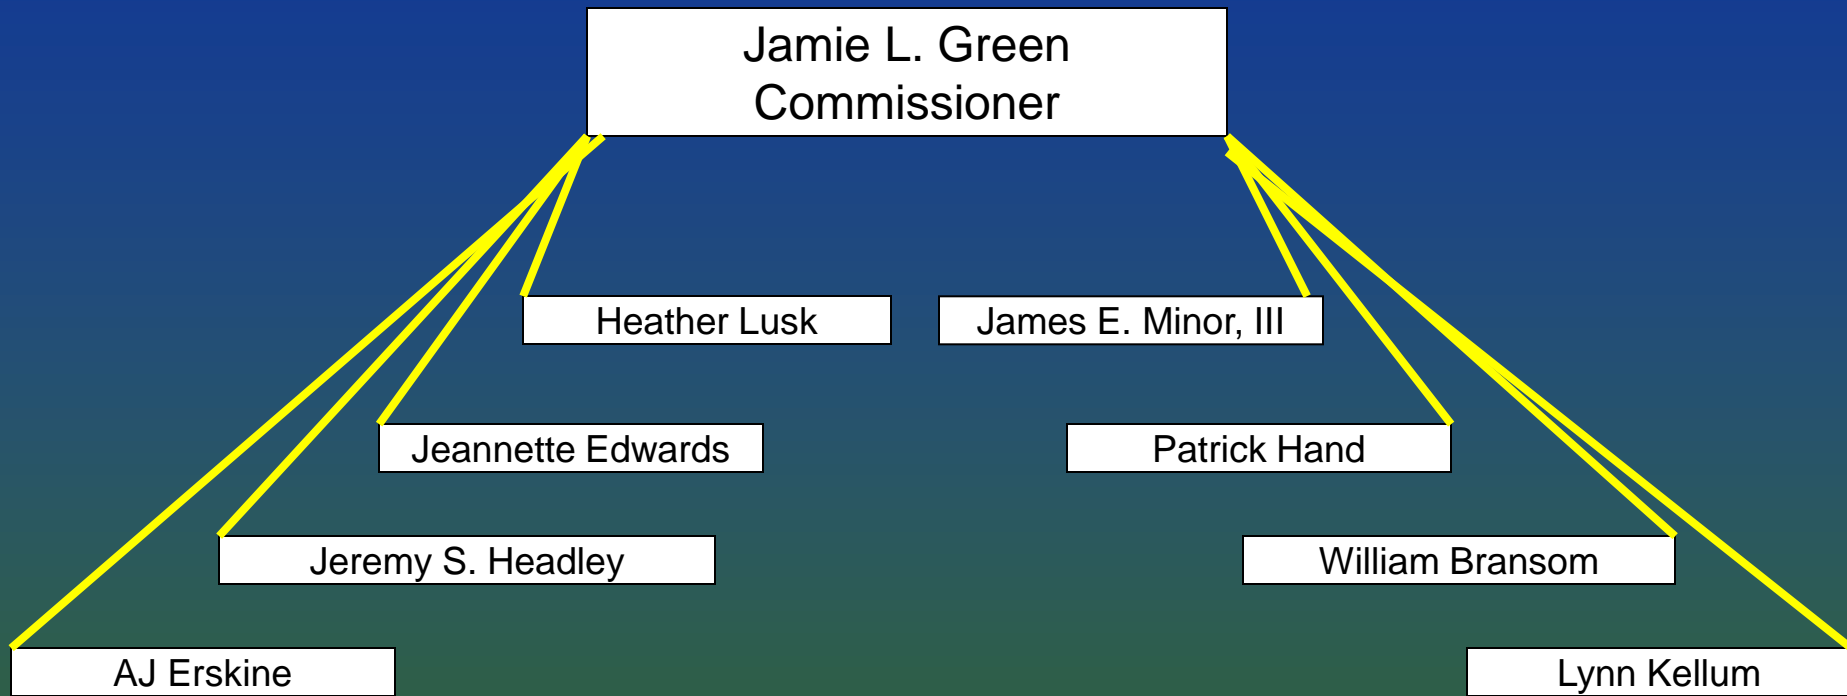 Jamie L. Green
Commissioner
Heather Lusk
James E. Minor, III
Jeannette Edwards
Patrick Hand
Jeremy S. Headley
William Bransom
AJ Erskine
Lynn Kellum